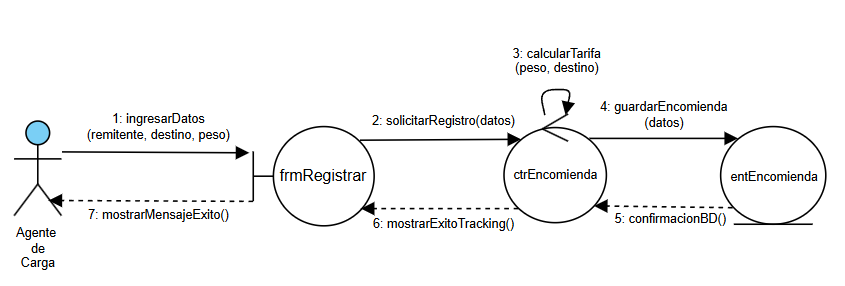 3: calcularTarifa
(peso, destino)
1: ingresarDatos
(remitente, destino, peso)
2: solicitarRegistro(datos)
4: guardarEncomienda
(datos)
frmRegistrar
ctrEncomienda
entEncomienda
7: mostrarMensajeExito()
6: mostrarExitoTracking()
5: confirmacionBD()
Agente
de
Carga